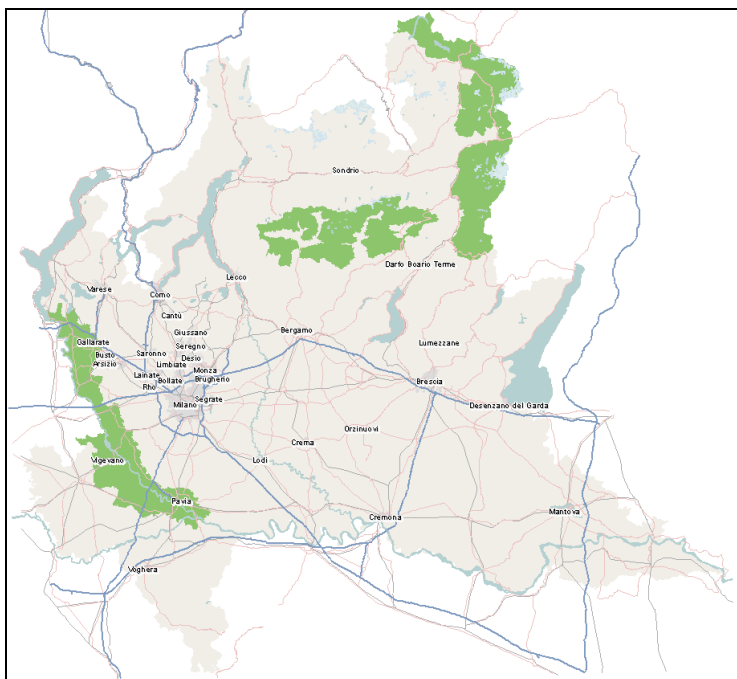 Sondrio
Darfo Boario Terme
Lecco
Varese
Como
Cantù
Giussano
Bergamo
Seregno
Gallarate
Lumezzane
Saronno
Desio
Busto
Arsizio
Limbiate
Monza
Lainate
Bollate
Brugherio
Rho
Brescia
Segrate
Milano
Desenzano del Garda
Orzinuovi
Crema
Vigevano
Lodi
Pavia
Mantova
Cremona
Voghera